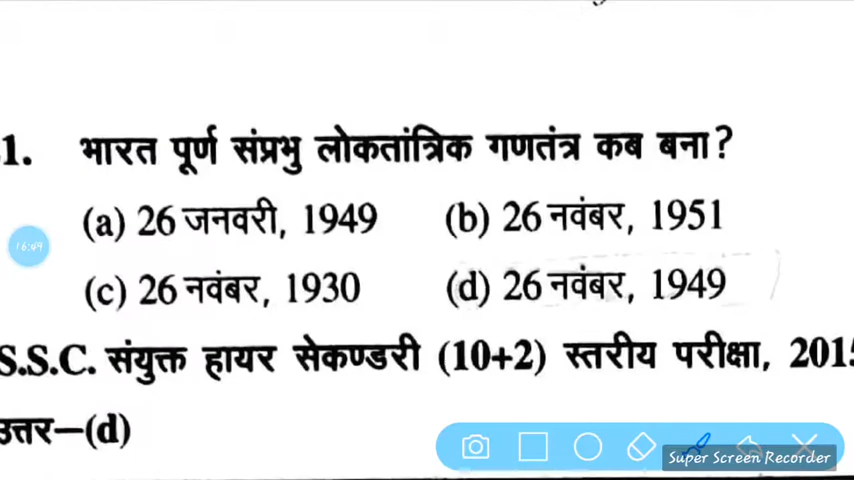 1. भारत पूर्ण संप्रभु लोकतांत्रिक गणतंत्र कब बना?
(a) 26 जनवरी, 1949 (b) 26 नवंबर, 1951
16:49
(c) 26 नवंबर, 1930 (d) 26 नवंबर, 1949
S.S.C. संयुक्त हायर सेकण्डरी (10+2) स्तरीय परीक्षा, 2015
उत्तर–(d)
Super Screen Recorder